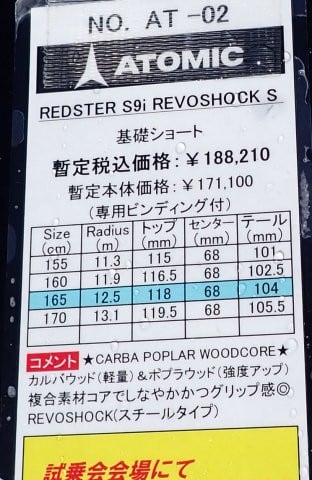 NO. AT -02
ATOMIC
REDSTER S9i REVOSHOCK S
基礎ショート
暫定税込価格：￥188,210
暫定本体価格：￥171,100
（専用ビンディング付）
Size (cm) Radius (m) トップ (mm) センター (mm) テール (mm)
155 11.3 115 68 101
160 11.9 116.5 68 102.5
165 12.5 118 68 104
170 13.1 119.5 68 105.5
コメント ★CARBA POPLAR WOODCORE★
カルバウッド（軽量）＆ポプラウッド（強度アップ）
複合素材コアでしなやかかつグリップ感◎
REVOSHOCK(スチールタイプ)
試乗会会場にて